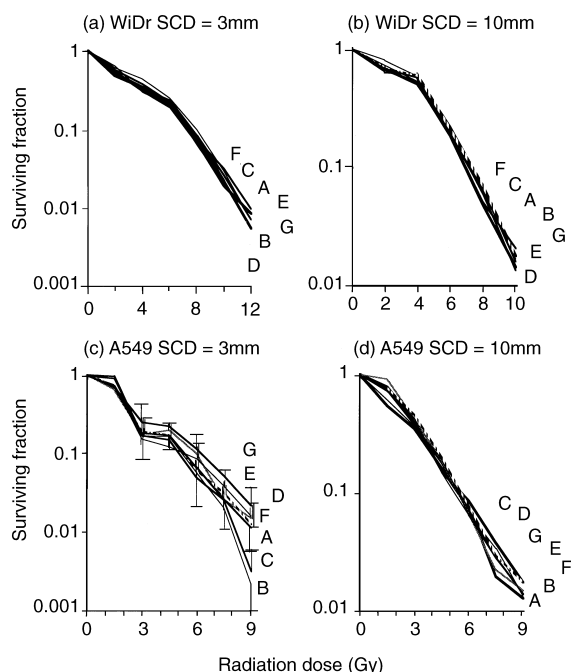 (a) WiDr SCD = 3mm
(b) WiDr SCD = 10mm
Surviving fraction
1
0.1
0.01
0.001
0 4 8 12
F
C
A
E
G
B
D
1
0.1
0.01
0 2 4 6 8 10
F
C
A
B
G
E
D
(c) A549 SCD = 3mm
(d) A549 SCD = 10mm
Surviving fraction
1
0.1
0.01
0.001
0 3 6 9
G
E
D
F
A
C
B
1
0.1
0.01
0 3 6 9
C D
G
E
F
B
A
Radiation dose (Gy)